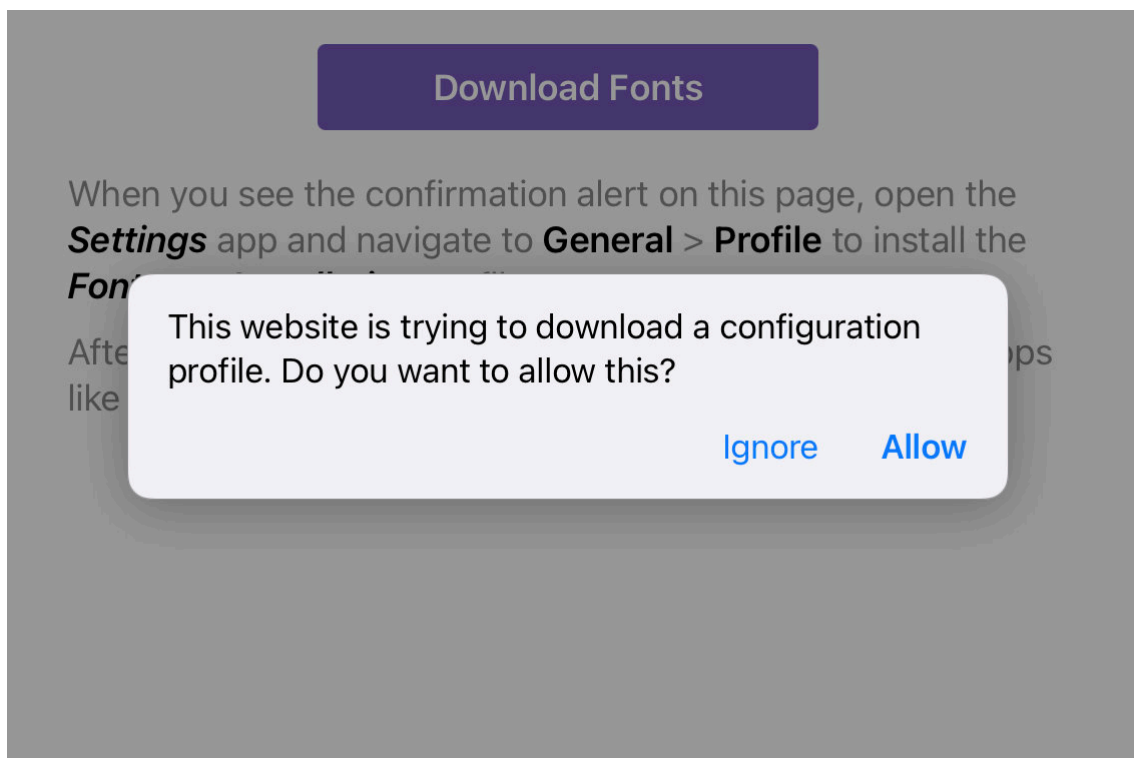 Download Fonts
When you see the confirmation alert on this page, open the
Settings app and navigate to General > Profile to install the
This website is trying to download a configuration
profile. Do you want to allow this?
Afte
ops
like
Ignore
Allow